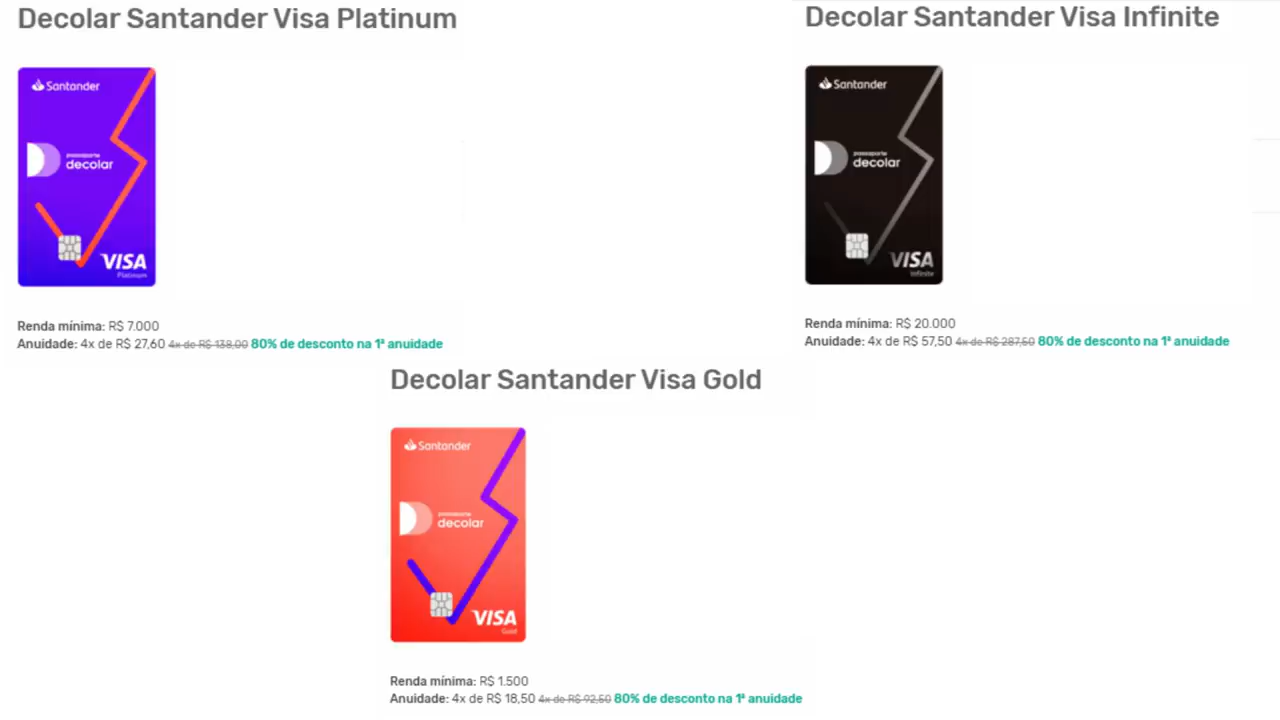 Decolar Santander Visa Platinum
Santander
passaporte
decolar
VISA
Platinum
Renda mínima: R$ 7.000
Anuidade: 4x de R$ 27,60 4x de R$ 138,00 80% de desconto na 1ª anuidade
Decolar Santander Visa Infinite
Santander
passaporte
decolar
VISA
Infinite
Renda mínima: R$ 20.000
Anuidade: 4x de R$ 57,50 4x de R$ 287,50 80% de desconto na 1ª anuidade
Decolar Santander Visa Gold
Santander
passaporte
decolar
VISA
Gold
Renda mínima: R$ 1.500
Anuidade: 4x de R$ 18,50 4x de R$ 92,50 80% de desconto na 1ª anuidade